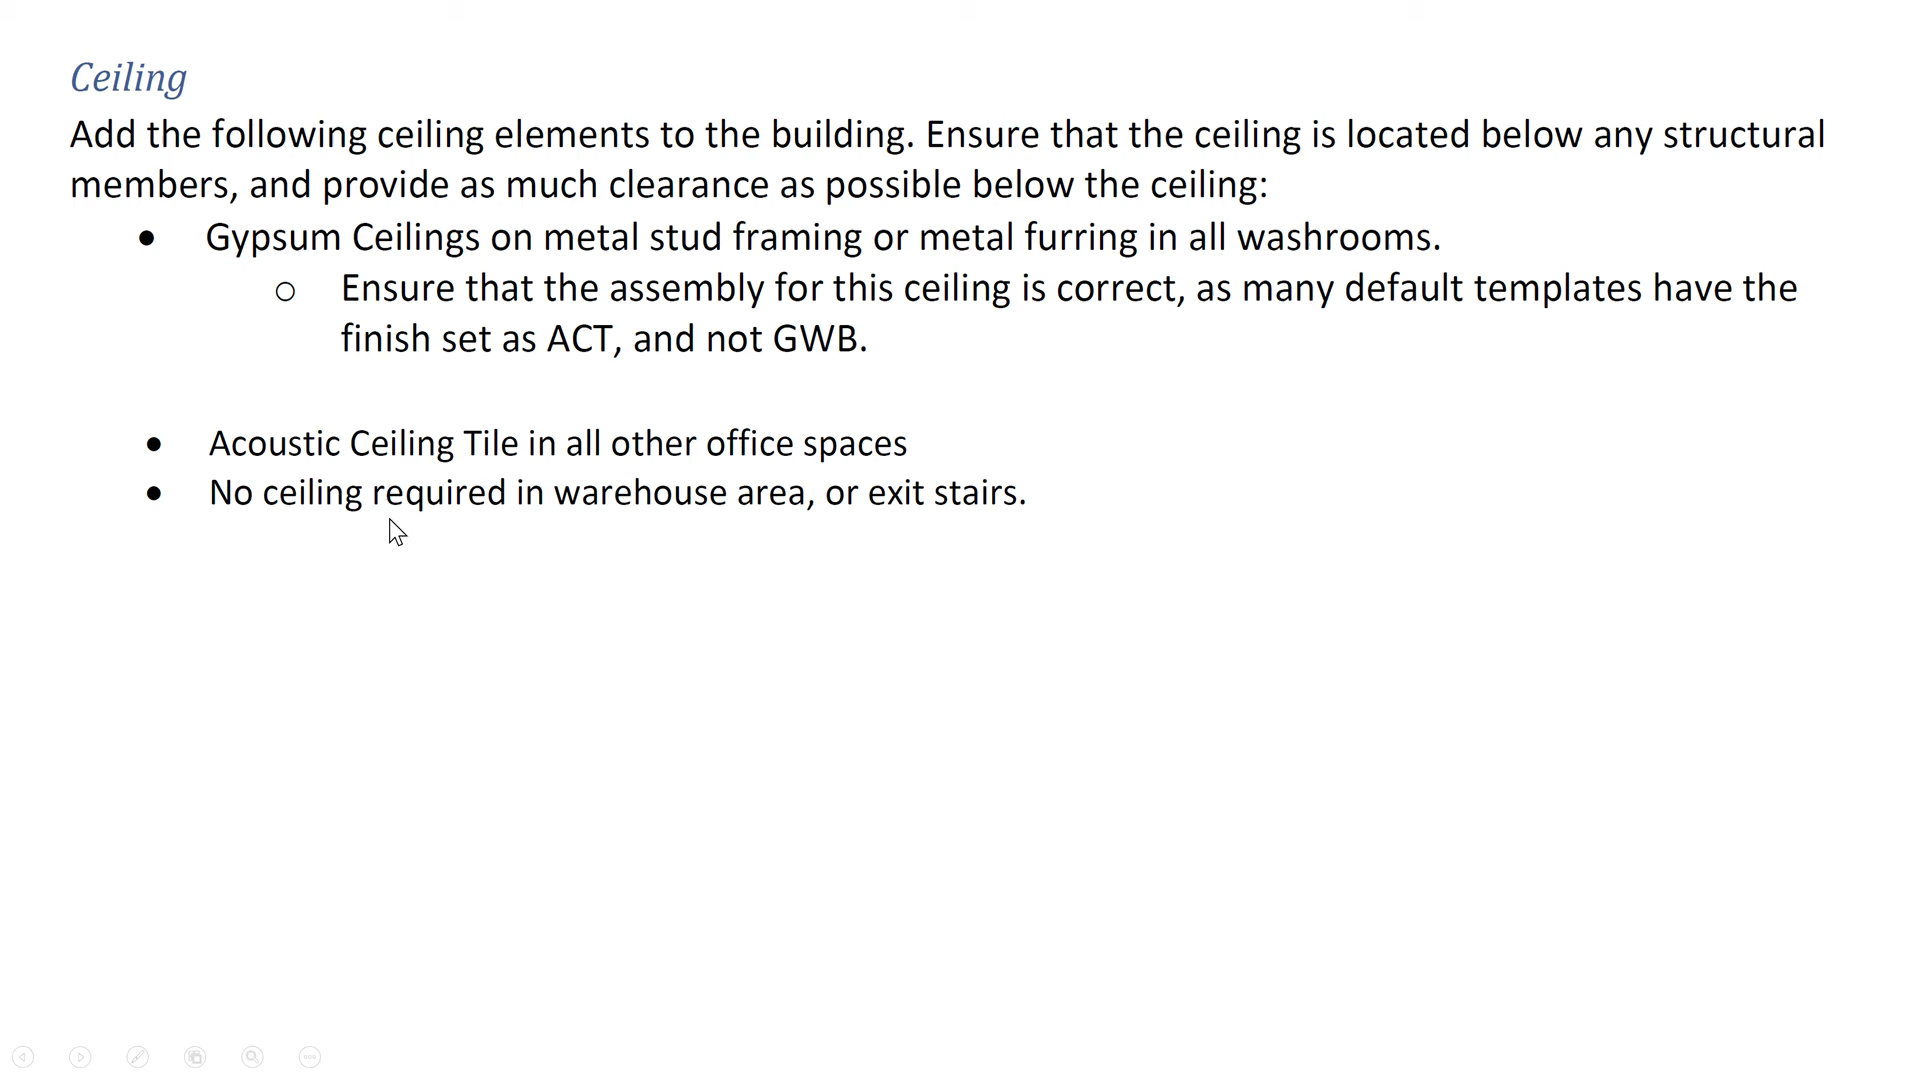 Ceiling
Add the following ceiling elements to the building. Ensure that the ceiling is located below any structural
members, and provide as much clearance as possible below the ceiling:
• Gypsum Ceilings on metal stud framing or metal furring in all washrooms.
○ Ensure that the assembly for this ceiling is correct, as many default templates have the
finish set as ACT, and not GWB.
• Acoustic Ceiling Tile in all other office spaces
• No ceiling required in warehouse area, or exit stairs.